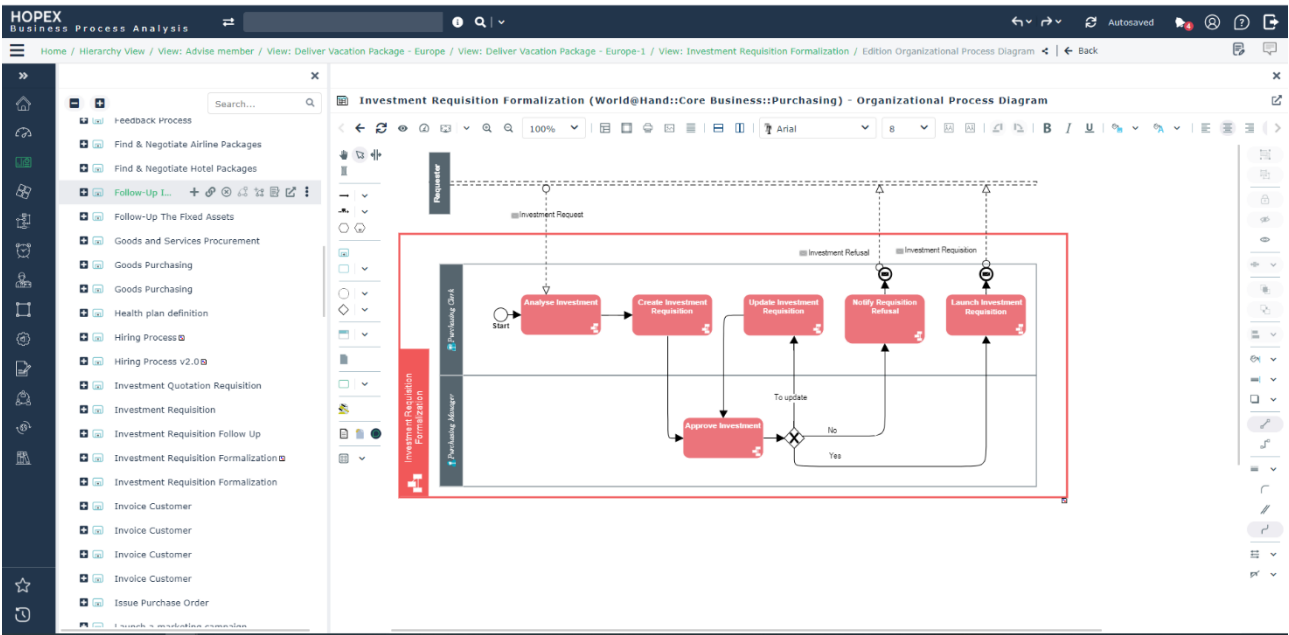 HOPEX
Business Process Analysis
Autosaved
4
Home / Hierarchy View / View: Advise member / View: Deliver Vacation Package - Europe / View: Deliver Vacation Package - Europe-1 / View: Investment Requisition Formalization / Edition Organizational Process Diagram
Back
Search...
Feedback Process
Find & Negotiate Airline Packages
Find & Negotiate Hotel Packages
Follow-Up I...
Follow-Up The Fixed Assets
Goods and Services Procurement
Goods Purchasing
Goods Purchasing
Health plan definition
Hiring Process
Hiring Process v2.0
Investment Quotation Requisition
Investment Requisition
Investment Requisition Follow Up
Investment Requisition Formalization
Investment Requisition Formalization
Invoice Customer
Invoice Customer
Invoice Customer
Invoice Customer
Issue Purchase Order
Launch a marketing campaign
Investment Requisition Formalization (World@Hand::Core Business::Purchasing) - Organizational Process Diagram
100%
Arial
8
B I U
Requester
Investment Request
Investment Refusal
Investment Requisition
Investment Requisition
Formalization
Purchasing Clerk
Start
Analyse Investment
Create Investment
Requisition
Update Investment
Requisition
Notify Requisition
Refusal
Launch Investment
Requisition
Purchasing Manager
To update
Approve Investment
No
Yes